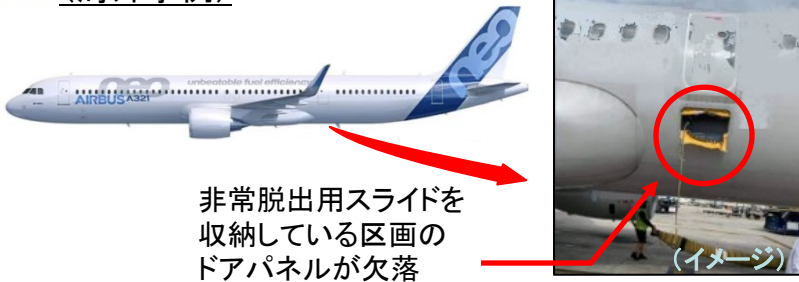 neo
unbeatable fuel efficiency
AIRBUS A321
neo
非常脱出用スライドを
収納している区画の
ドアパネルが欠落
(イメージ)